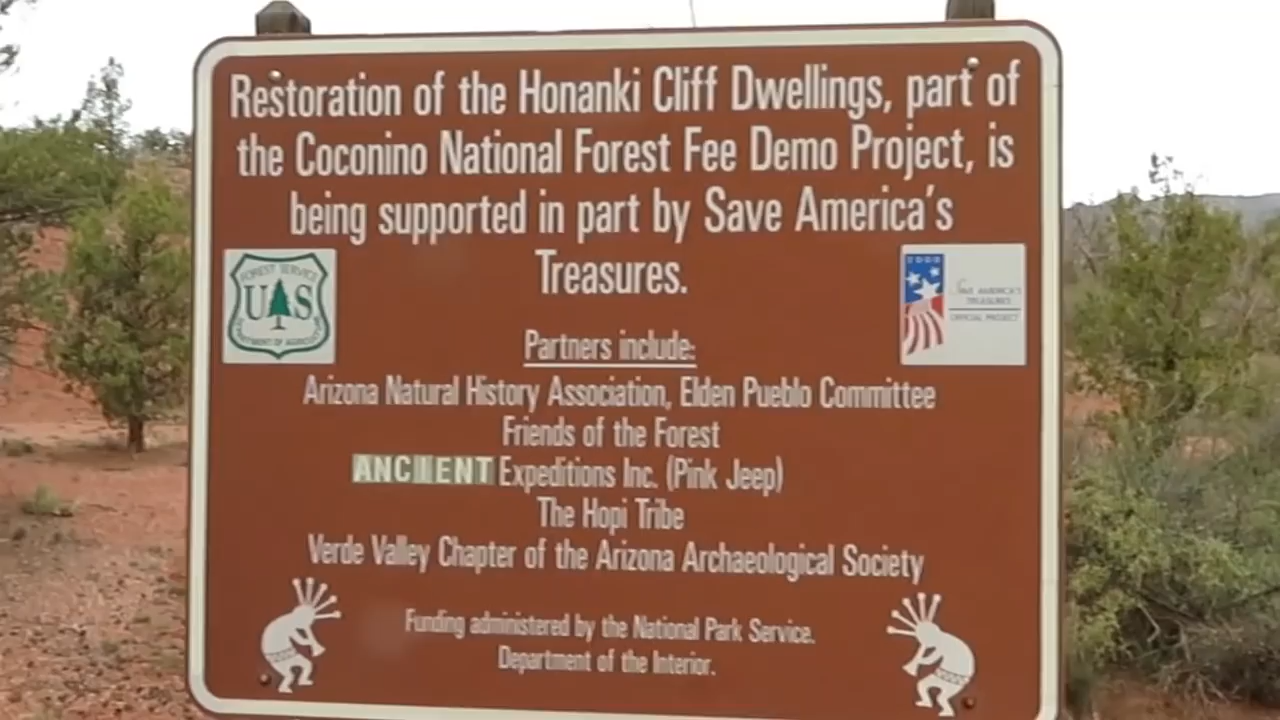 Restoration of the Honanki Cliff Dwellings, part of
the Coconino National Forest Fee Demo Project, is
being supported in part by Save America's
Treasures.
FOREST SERVICE
U S
DEPARTMENT OF AGRICULTURE
SAVE AMERICA'S
TREASURES
OFFICIAL PROJECT
Partners include:
Arizona Natural History Association, Elden Pueblo Committee
Friends of the Forest
ANCIENT Expeditions Inc. (Pink Jeep)
The Hopi Tribe
Verde Valley Chapter of the Arizona Archaeological Society
Funding administered by the National Park Service.
Department of the Interior.